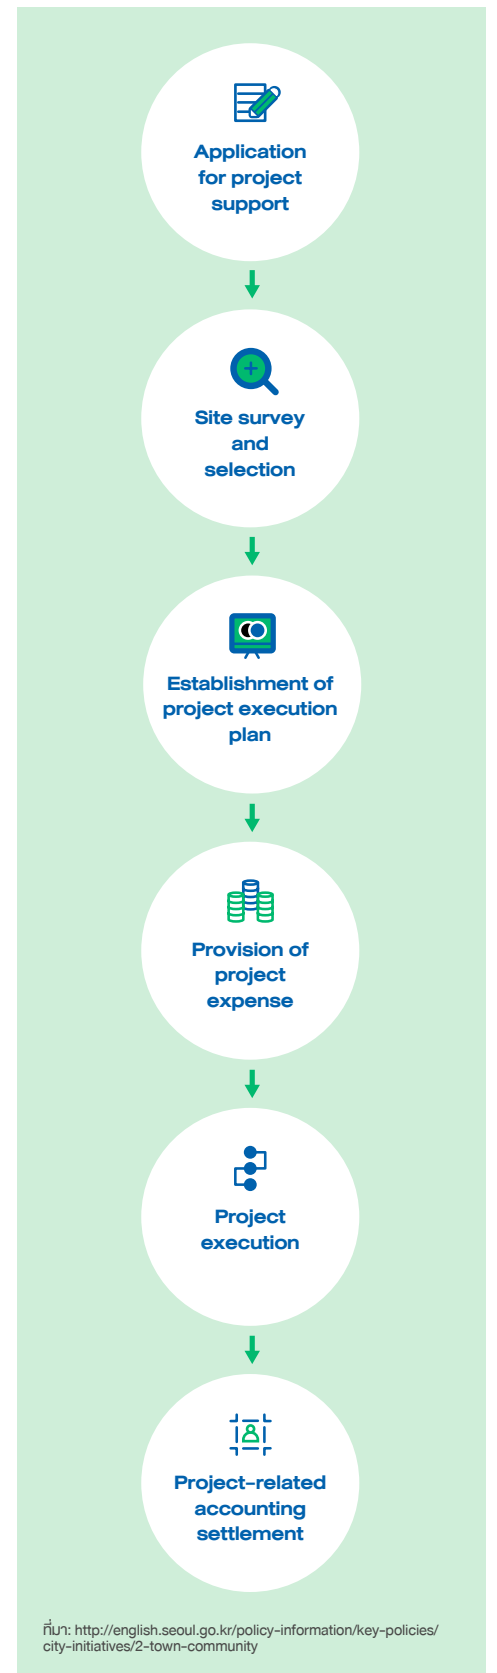 Application
for project
support
Site survey
and
selection
Establishment of
project execution
plan
Provision of
project
expense
Project
execution
Project-related
accounting
settlement
ที่มา: http://english.seoul.go.kr/policy-information/key-policies/
city-initiatives/2-town-community